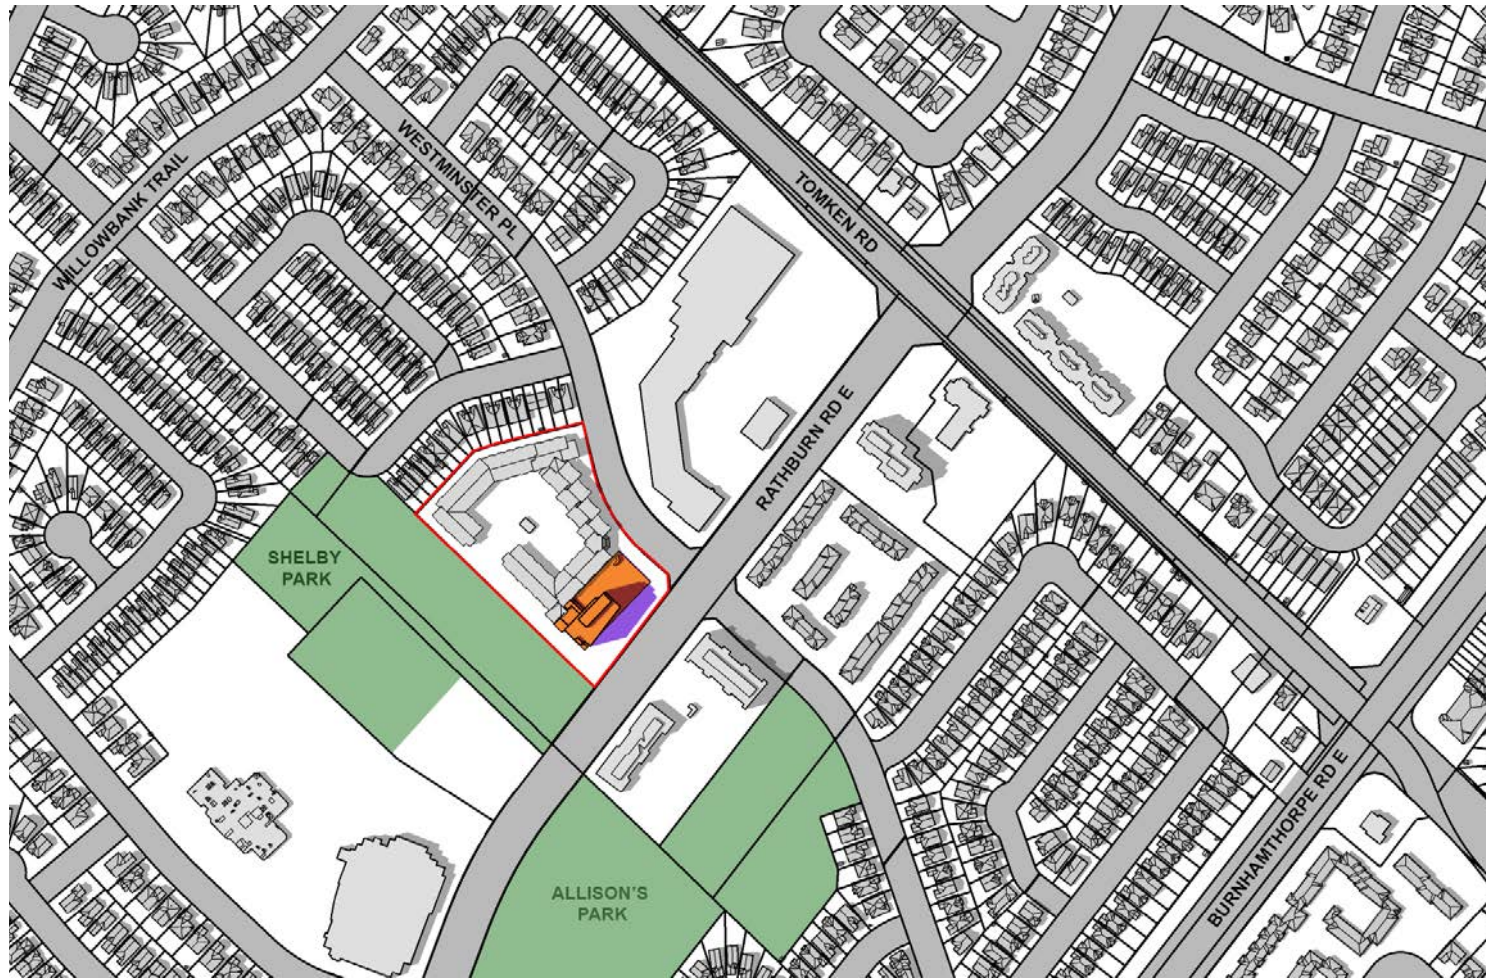 WILLOWBANK TRAIL
WESTMINSTER PL
TOMKEN RD
RATHBURN RD E
SHELBY
PARK
ALLISON'S
PARK
BURNHAMTHORPE RD E